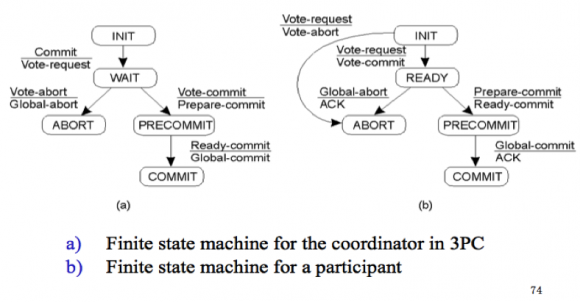 INIT
Commit
Vote-request
WAIT
Vote-abort
Global-abort
Vote-commit
Prepare-commit
ABORT
PRECOMMIT
Ready-commit
Global-commit
COMMIT
(a)
Vote-request
Vote-abort
INIT
Vote-request
Vote-commit
READY
Global-abort
ACK
Prepare-commit
Ready-commit
ABORT
PRECOMMIT
Global-commit
ACK
COMMIT
(b)
a) Finite state machine for the coordinator in 3PC
b) Finite state machine for a participant
74